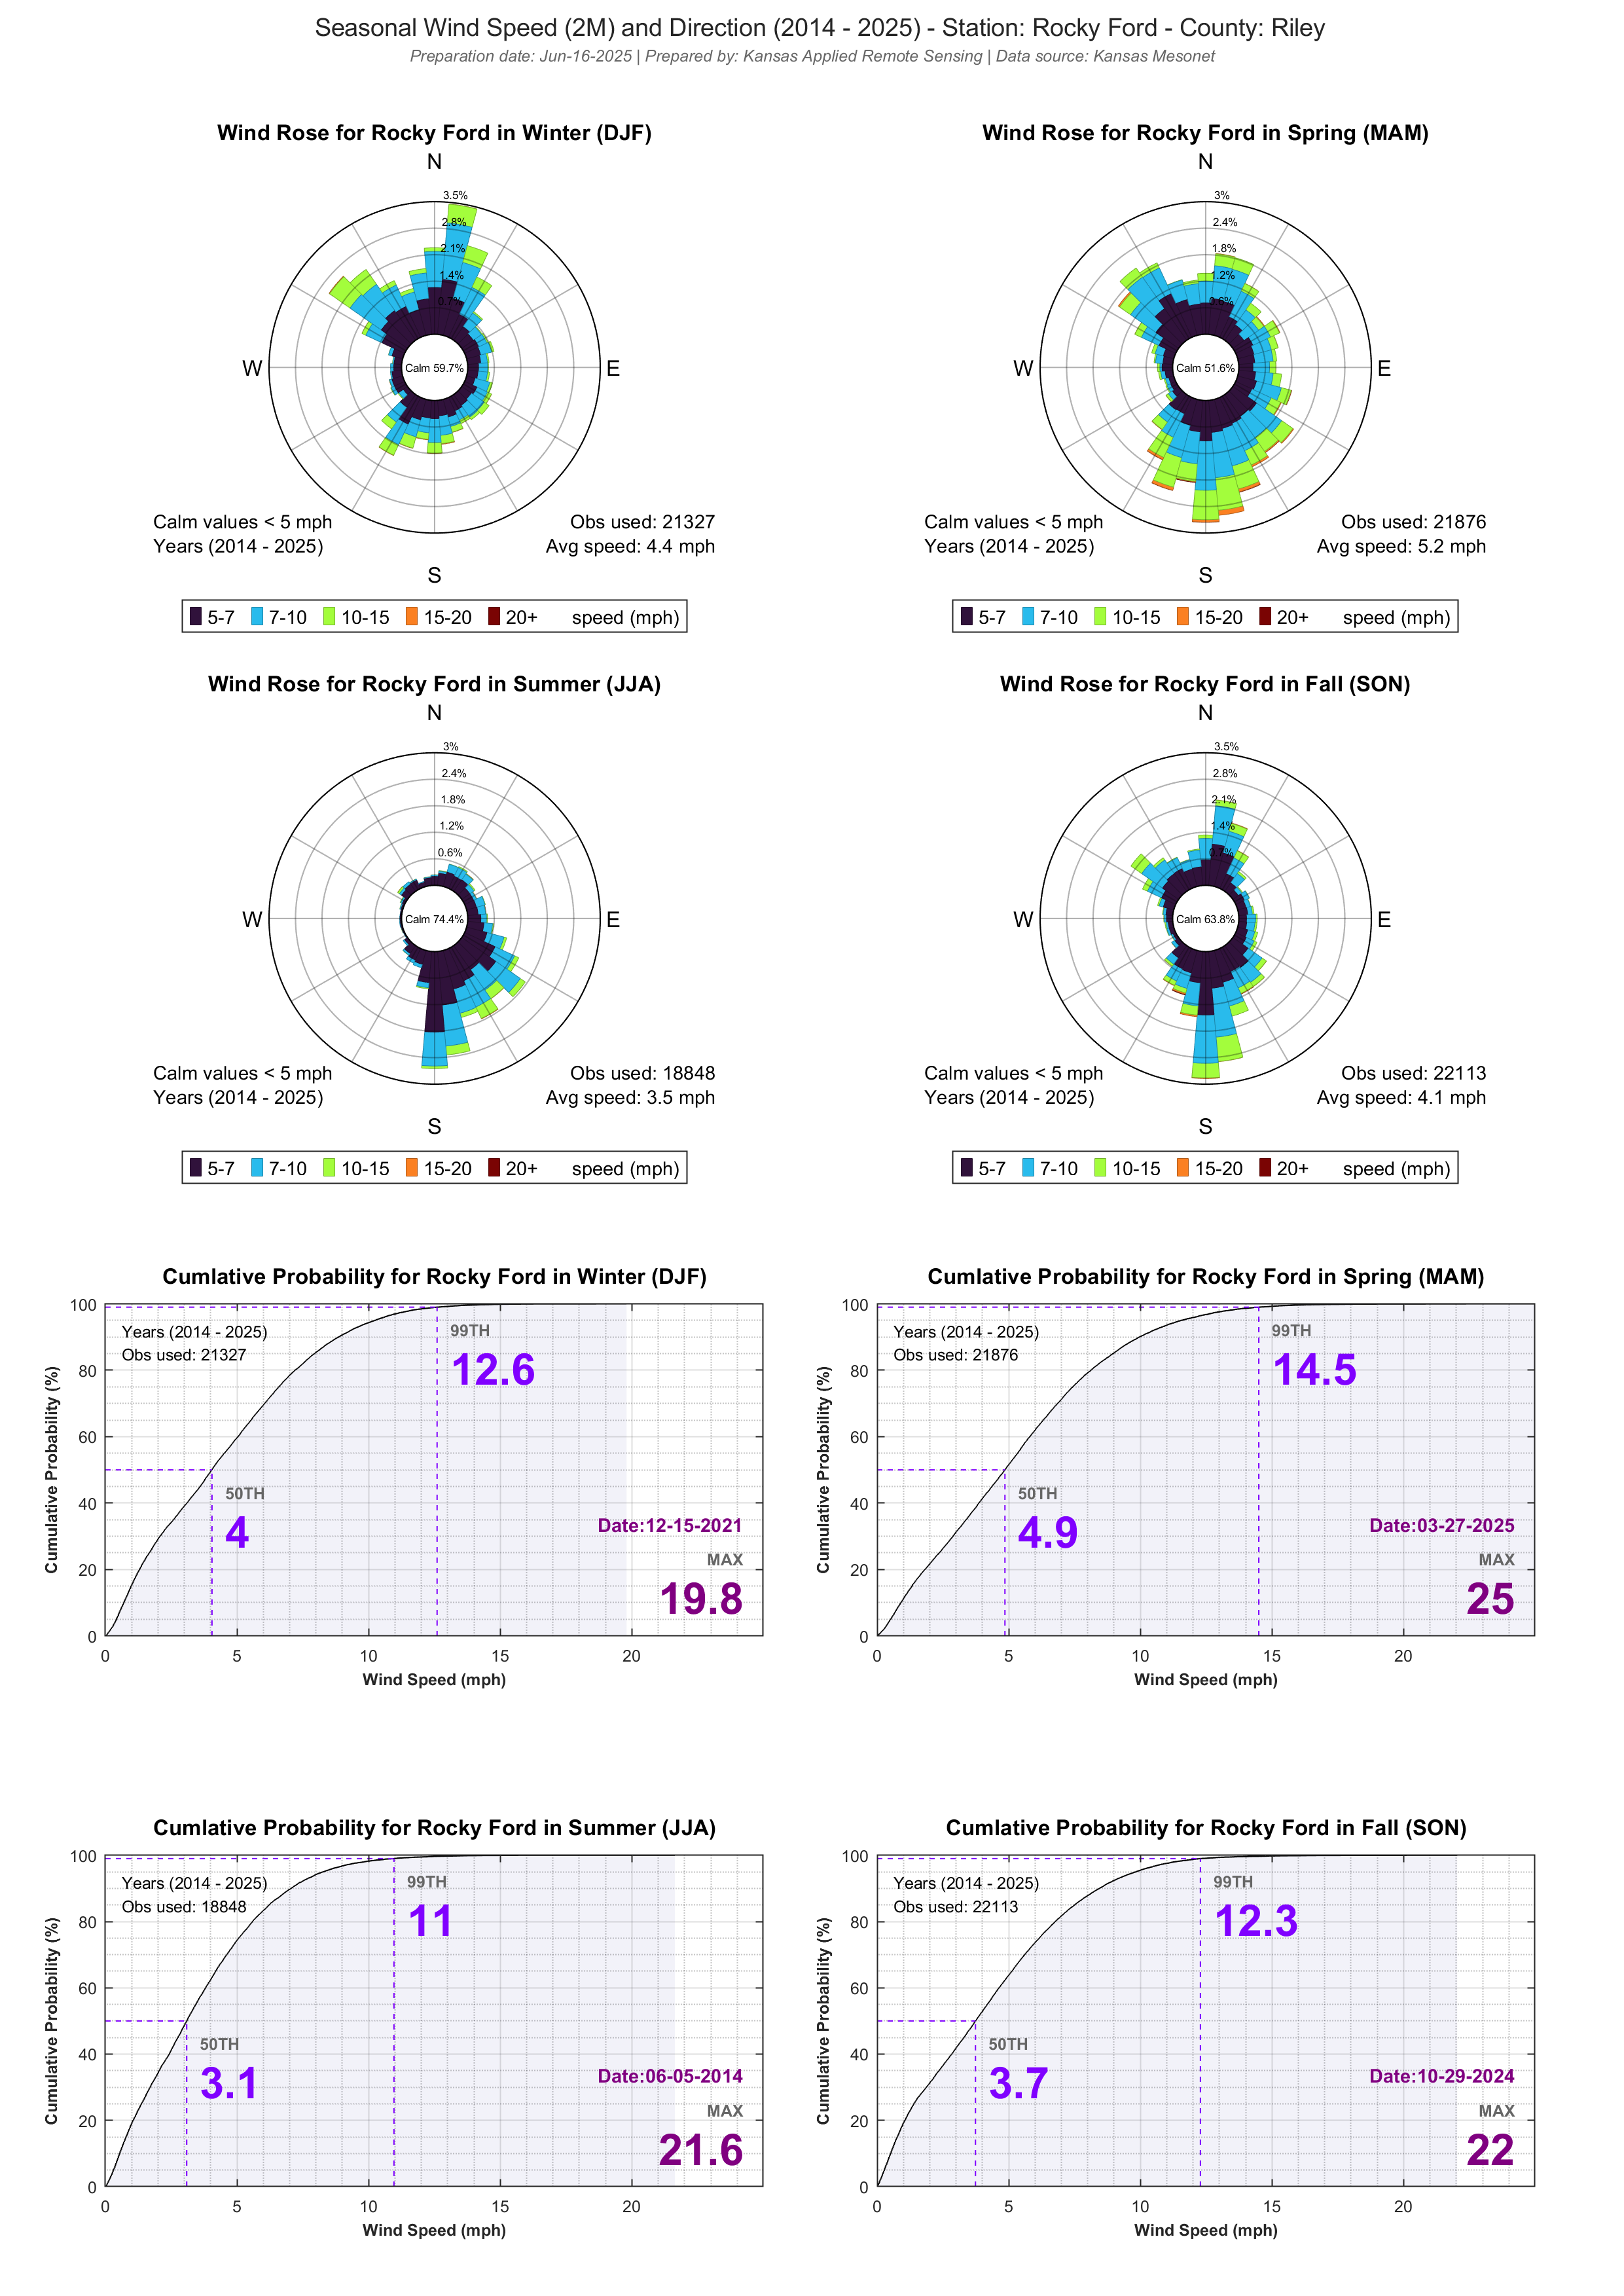 Seasonal Wind Speed (2M) and Direction (2014 - 2025) - Station: Rocky Ford - County: Riley
Preparation date: Jun-16-2025 | Prepared by: Kansas Applied Remote Sensing | Data source: Kansas Mesonet
Wind Rose for Rocky Ford in Winter (DJF)
N
3.5%
2.8%
2.1%
1.4%
0.7%
W
Calm 59.7%
E
Calm values < 5 mph
Years (2014 - 2025)
Obs used: 21327
Avg speed: 4.4 mph
S
5-7 7-10 10-15 15-20 20+ speed (mph)
Wind Rose for Rocky Ford in Spring (MAM)
N
3%
2.4%
1.8%
1.2%
0.6%
W
Calm 51.6%
E
Calm values < 5 mph
Years (2014 - 2025)
Obs used: 21876
Avg speed: 5.2 mph
S
5-7 7-10 10-15 15-20 20+ speed (mph)
Wind Rose for Rocky Ford in Summer (JJA)
N
3%
2.4%
1.8%
1.2%
0.6%
W
Calm 74.4%
E
Calm values < 5 mph
Years (2014 - 2025)
Obs used: 18848
Avg speed: 3.5 mph
S
5-7 7-10 10-15 15-20 20+ speed (mph)
Wind Rose for Rocky Ford in Fall (SON)
N
3.5%
2.8%
2.1%
1.4%
0.7%
W
Calm 63.8%
E
Calm values < 5 mph
Years (2014 - 2025)
Obs used: 22113
Avg speed: 4.1 mph
S
5-7 7-10 10-15 15-20 20+ speed (mph)
Cumlative Probability for Rocky Ford in Winter (DJF)
Cumulative Probability (%)
100
80
60
40
20
0
Years (2014 - 2025)
Obs used: 21327
99TH
12.6
50TH
4
Date:12-15-2021
MAX
19.8
0 5 10 15 20
Wind Speed (mph)
Cumlative Probability for Rocky Ford in Spring (MAM)
Cumulative Probability (%)
100
80
60
40
20
0
Years (2014 - 2025)
Obs used: 21876
99TH
14.5
50TH
4.9
Date:03-27-2025
MAX
25
0 5 10 15 20
Wind Speed (mph)
Cumlative Probability for Rocky Ford in Summer (JJA)
Cumulative Probability (%)
100
80
60
40
20
0
Years (2014 - 2025)
Obs used: 18848
99TH
11
50TH
3.1
Date:06-05-2014
MAX
21.6
0 5 10 15 20
Wind Speed (mph)
Cumlative Probability for Rocky Ford in Fall (SON)
Cumulative Probability (%)
100
80
60
40
20
0
Years (2014 - 2025)
Obs used: 22113
99TH
12.3
50TH
3.7
Date:10-29-2024
MAX
22
0 5 10 15 20
Wind Speed (mph)